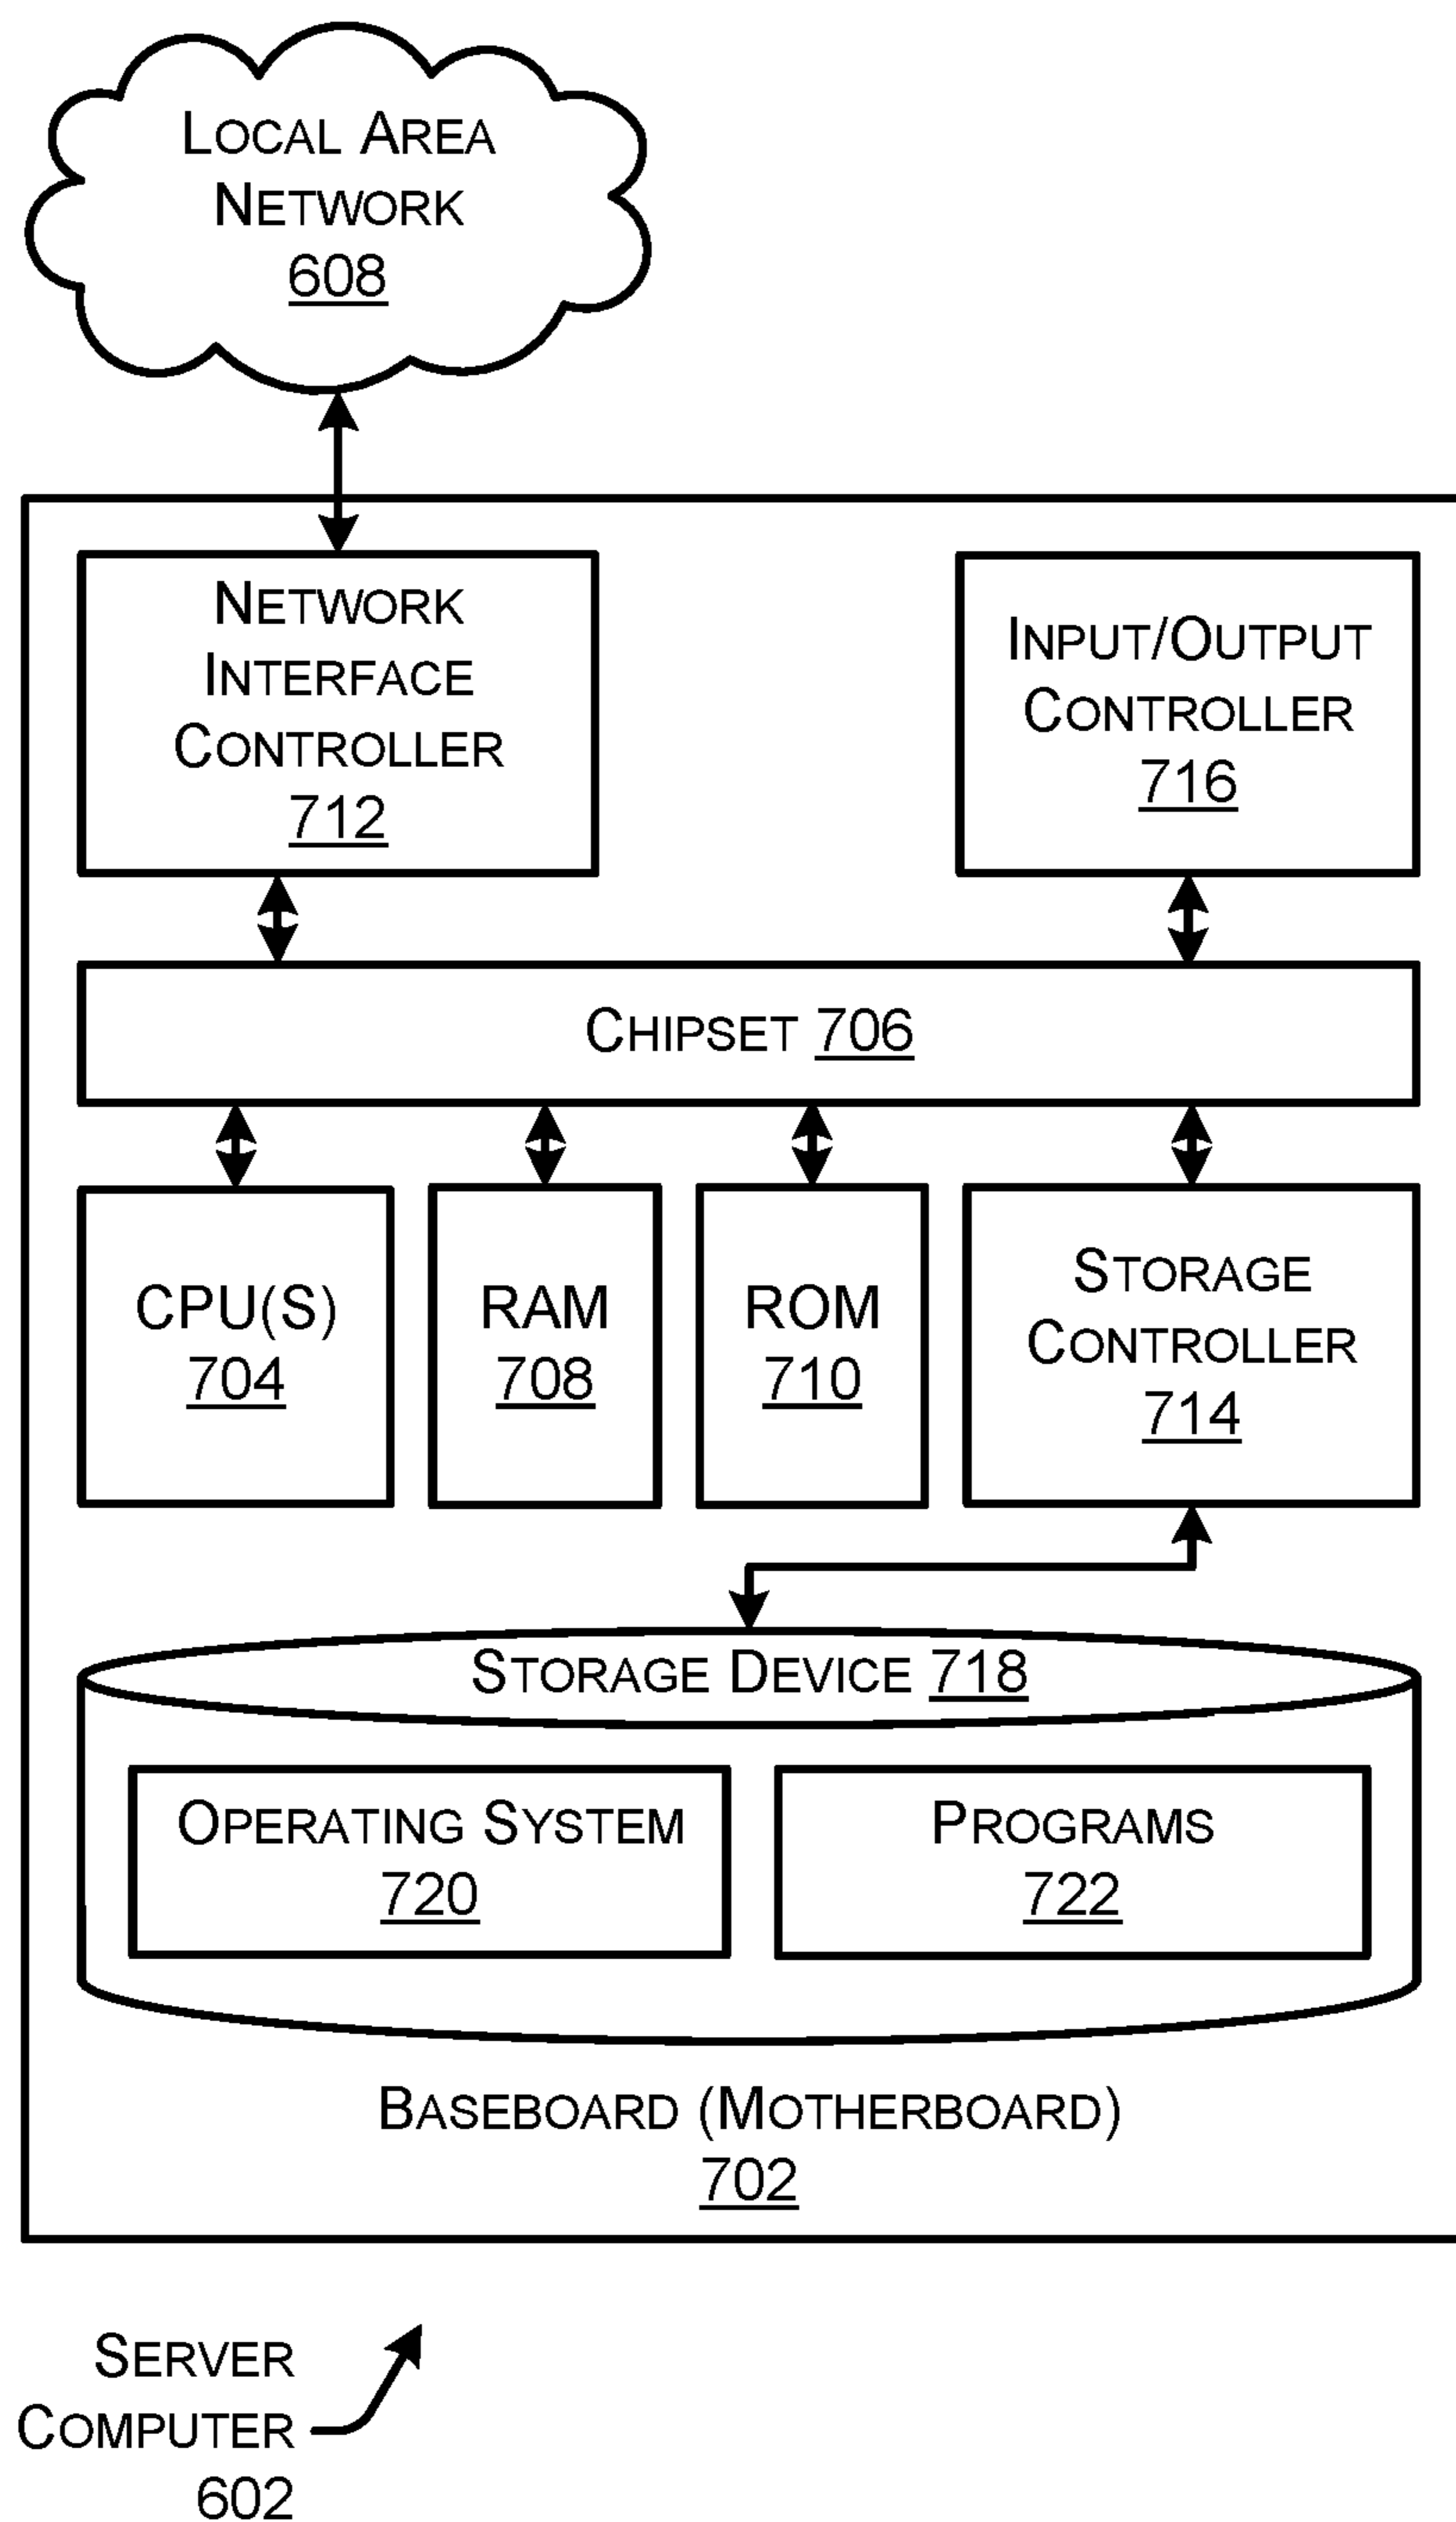 LOCAL AREA
NETWORK
608
NETWORK
INTERFACE
CONTROLLER
712
INPUT/OUTPUT
CONTROLLER
716
CHIPSET 706
CPU(S)
704
RAM
708
ROM
710
STORAGE
CONTROLLER
714
STORAGE DEVICE 718
OPERATING SYSTEM
720
PROGRAMS
722
BASEBOARD (MOTHERBOARD)
702
SERVER
COMPUTER
602